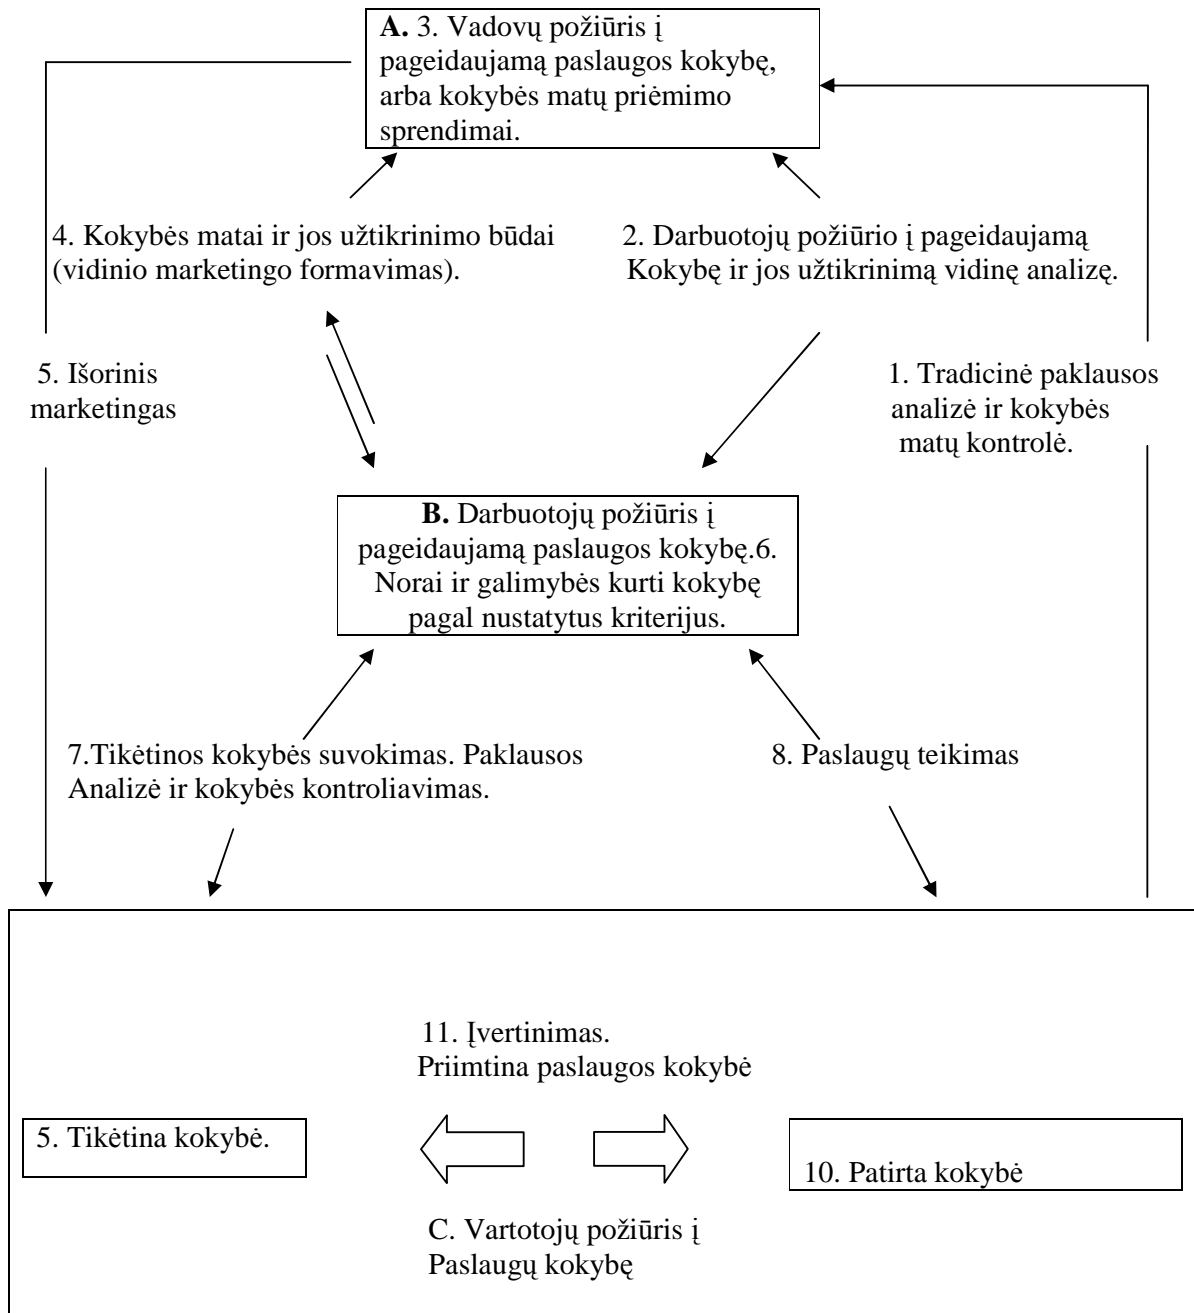 A. 3. Vadovų požiūris į
pageidaujamą paslaugos kokybę,
arba kokybės matų priėmimo
sprendimai.
4. Kokybės matai ir jos užtikrinimo būdai
(vidinio marketingo formavimas).
2. Darbuotojų požiūrio į pageidaujamą
Kokybę ir jos užtikrinimą vidinę analizę.
5. Išorinis
marketingas
1. Tradicinė paklausos
analizė ir kokybės
matų kontrolė.
B. Darbuotojų požiūris į
pageidaujamą paslaugos kokybę.6.
Norai ir galimybės kurti kokybę
pagal nustatytus kriterijus.
7.Tikėtinos kokybės suvokimas. Paklausos
Analizė ir kokybės kontroliavimas.
8. Paslaugų teikimas
11. Įvertinimas.
Priimtina paslaugos kokybė
5. Tikėtina kokybė.
10. Patirta kokybė
C. Vartotojų požiūris į
Paslaugų kokybę